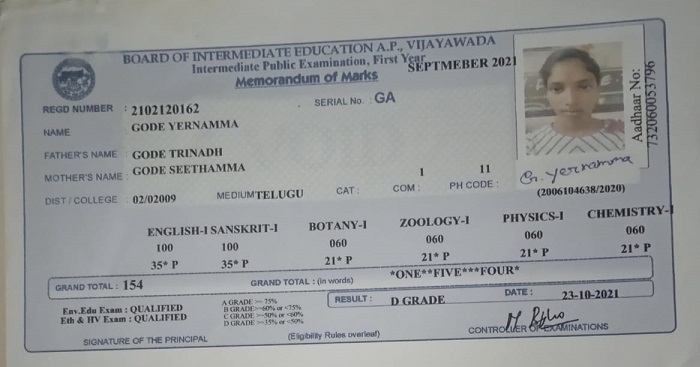 BOARD OF INTERMEDIATE EDUCATION A.P., VIJAYAWADA
Intermediate Public Examination, First Year SEPTMEBER 2021
Memorandum of Marks
REGD NUMBER : 2102120162 SERIAL No. GA
NAME GODE YERNAMMA
FATHER'S NAME GODE TRINADH
MOTHER'S NAME : GODE SEETHAMMA
DIST / COLLEGE 02/02009 MEDIUM TELUGU CAT : COM : 1 PH CODE : 11
Aadhaar No:
732060053796
G. Yernamma
(2006104638/2020)
ENGLISH-I SANSKRIT-I BOTANY-I ZOOLOGY-I PHYSICS-I CHEMISTRY-I
100 100 060 060 060 060
35* P 35* P 21* P 21* P 21* P 21* P
GRAND TOTAL : 154 GRAND TOTAL : (in words) *ONE**FIVE***FOUR*
Env.Edu Exam : QUALIFIED
Eth & HV Exam : QUALIFIED
A GRADE >= 75%
B GRADE >=60% or <75%
C GRADE >=50% or <60%
D GRADE >=35% or <50%
RESULT : D GRADE DATE : 23-10-2021
SIGNATURE OF THE PRINCIPAL (Eligibility Rules overleaf) CONTROLLER OF EXAMINATIONS